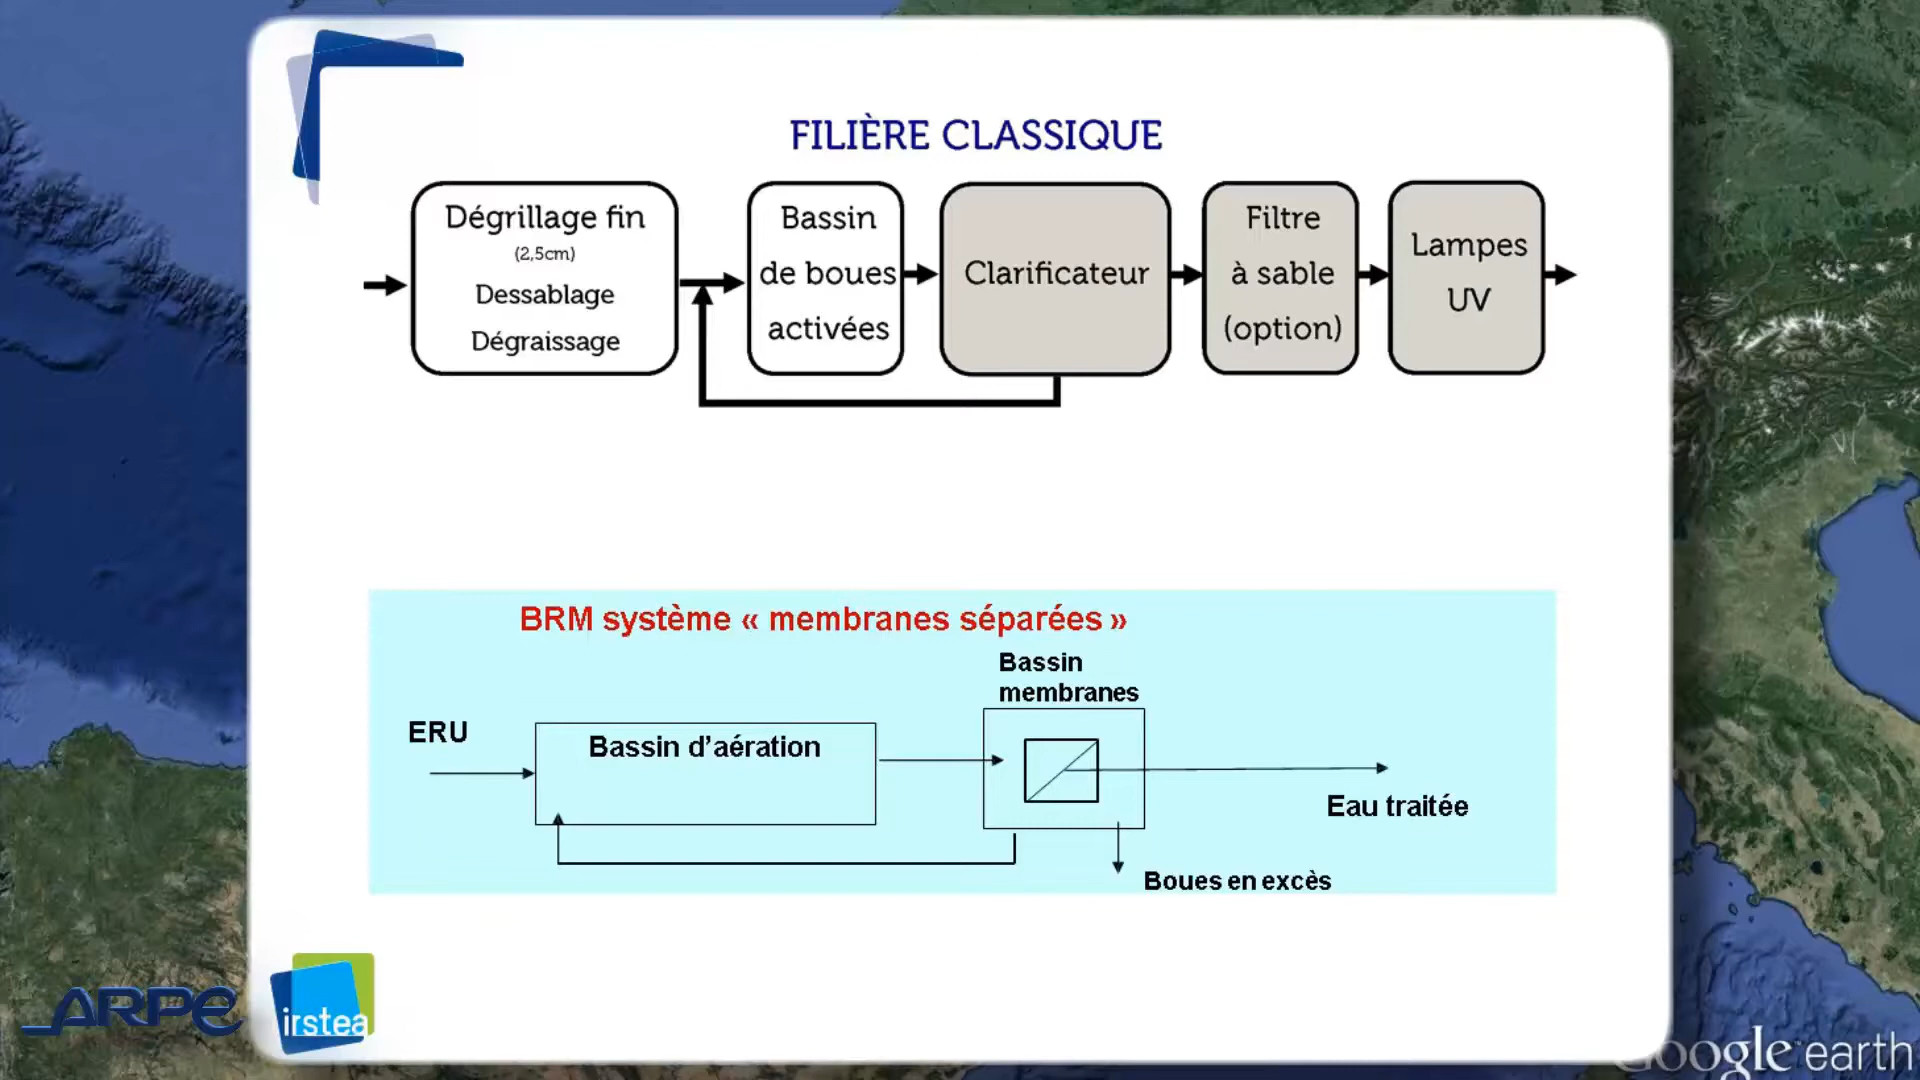 FILIÈRE CLASSIQUE
Dégrillage fin
(2,5cm)
Dessablage
Dégraissage
Bassin
de boues
activées
Clarificateur
Filtre
à sable
(option)
Lampes
UV
BRM système « membranes séparées »
Bassin
membranes
ERU
Bassin d’aération
Eau traitée
Boues en excès
ARPE
irstea
Google earth